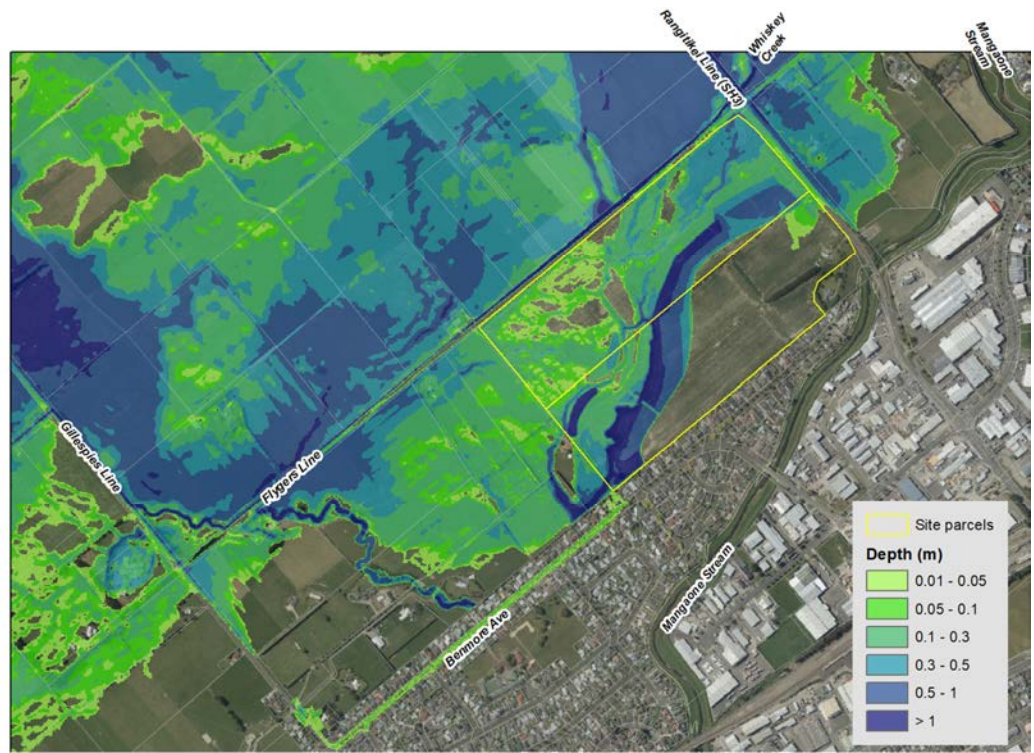 Rangitikei Line (SH3)
Whiskey
Creek
Mangaone
Stream
Gillespies Line
Flygers Line
Benmore Ave
Mangaone Stream
Site parcels
Depth (m)
0.01 - 0.05
0.05 - 0.1
0.1 - 0.3
0.3 - 0.5
0.5 - 1
> 1